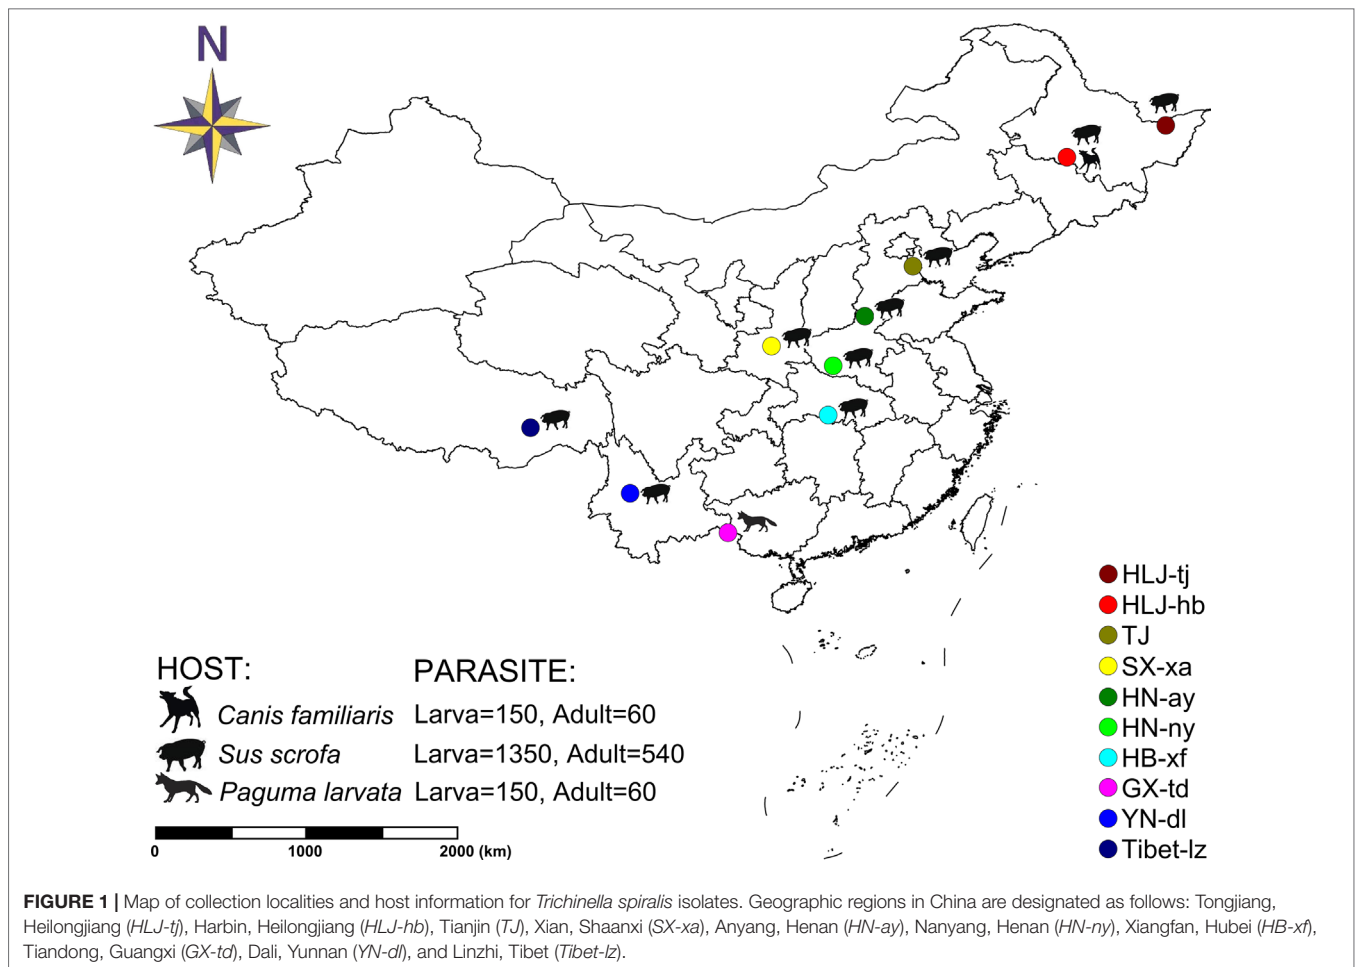 N
HLJ-tj
HLJ-hb
TJ
SX-xa
HN-ay
HN-ny
HB-xf
GX-td
YN-dl
Tibet-lz
HOST: PARASITE:
Canis familiaris Larva=150, Adult=60
Sus scrofa Larva=1350, Adult=540
Paguma larvata Larva=150, Adult=60
0 1000 2000 (km)
FIGURE 1 | Map of collection localities and host information for Trichinella spiralis isolates. Geographic regions in China are designated as follows: Tongjiang,
Heilongjiang (HLJ-tj), Harbin, Heilongjiang (HLJ-hb), Tianjin (TJ), Xian, Shaanxi (SX-xa), Anyang, Henan (HN-ay), Nanyang, Henan (HN-ny), Xiangfan, Hubei (HB-xf),
Tiandong, Guangxi (GX-td), Dali, Yunnan (YN-dl), and Linzhi, Tibet (Tibet-lz).